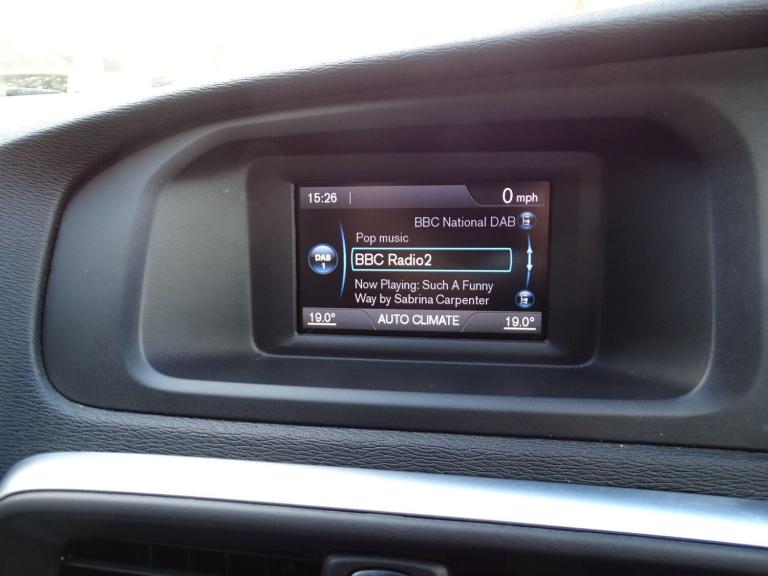 15:26 | 0 mph
BBC National DAB
Pop music
DAB
1
BBC Radio2
Now Playing: Such A Funny
Way by Sabrina Carpenter
19.0° AUTO CLIMATE 19.0°